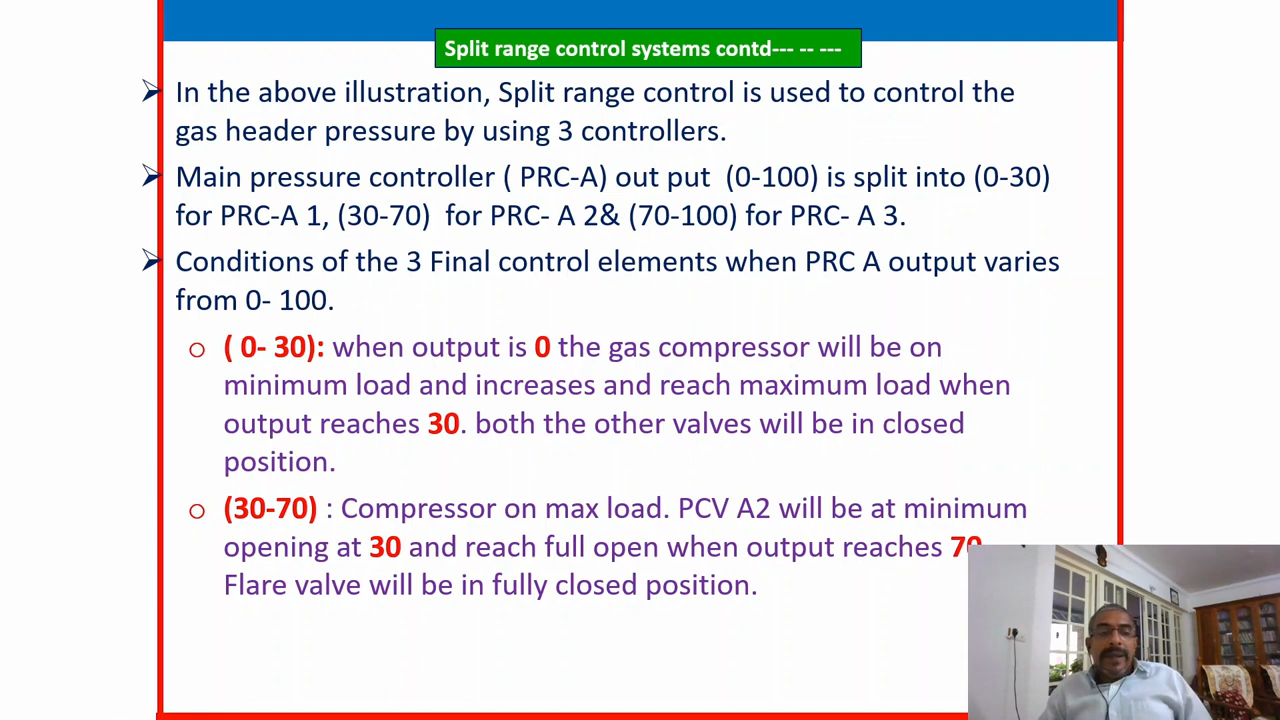 Split range control systems contd--- -- ---
In the above illustration, Split range control is used to control the
gas header pressure by using 3 controllers.
Main pressure controller ( PRC-A) out put (0-100) is split into (0-30)
for PRC-A 1, (30-70) for PRC- A 2& (70-100) for PRC- A 3.
Conditions of the 3 Final control elements when PRC A output varies
from 0- 100.
( 0- 30): when output is 0 the gas compressor will be on
minimum load and increases and reach maximum load when
output reaches 30. both the other valves will be in closed
position.
(30-70) : Compressor on max load. PCV A2 will be at minimum
opening at 30 and reach full open when output reaches 70
Flare valve will be in fully closed position.